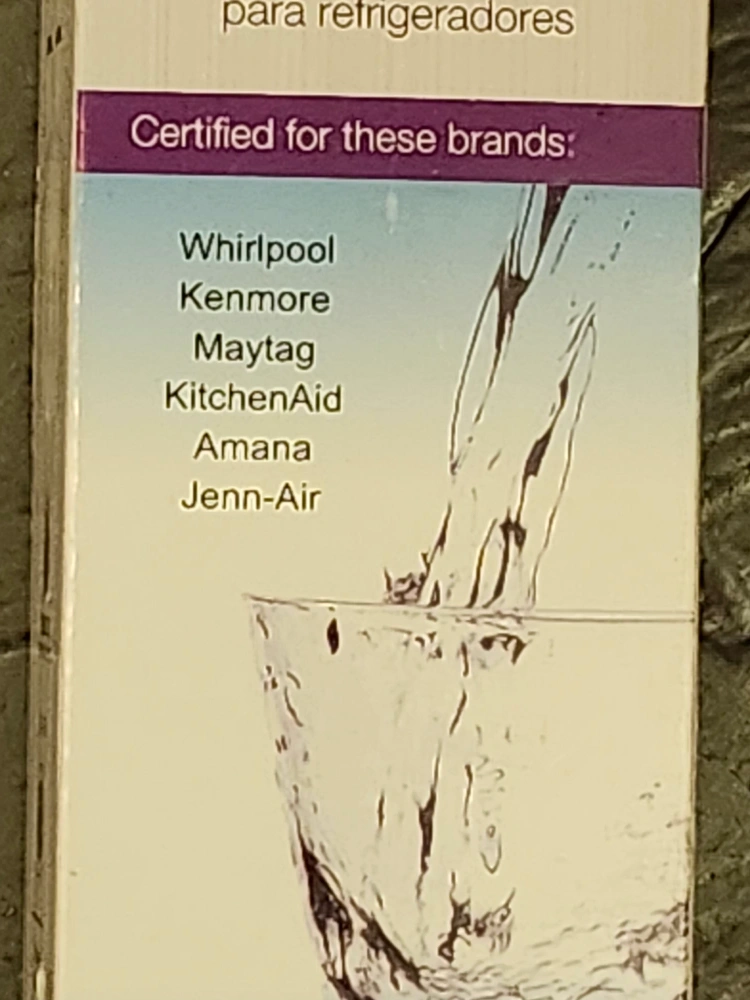 para refrigeradores
Certified for these brands:
Whirlpool
Kenmore
Maytag
KitchenAid
Amana
Jenn-Air